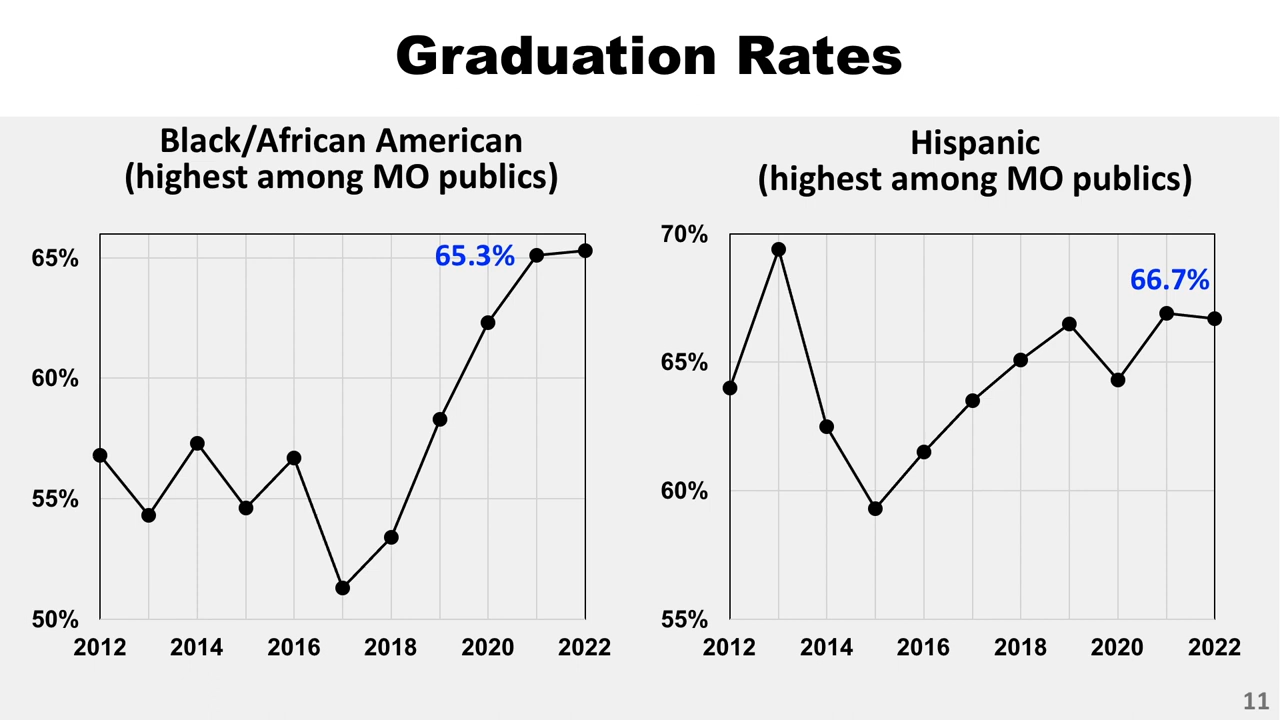 Graduation Rates
Black/African American
(highest among MO publics)
65%
60%
55%
50%
65.3%
2012 2014 2016 2018 2020 2022
Hispanic
(highest among MO publics)
70%
65%
60%
55%
66.7%
2012 2014 2016 2018 2020 2022
11